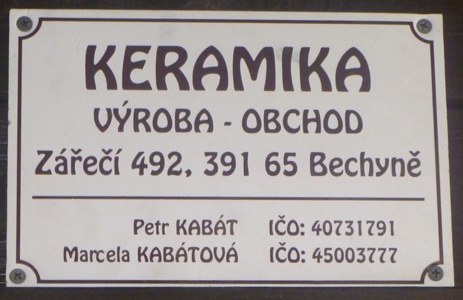 KERAMIKA
VÝROBA - OBCHOD
Zářečí 492, 391 65 Bechyně
Petr KABÁT IČO: 40731791
Marcela KABÁTOVÁ IČO: 45003777